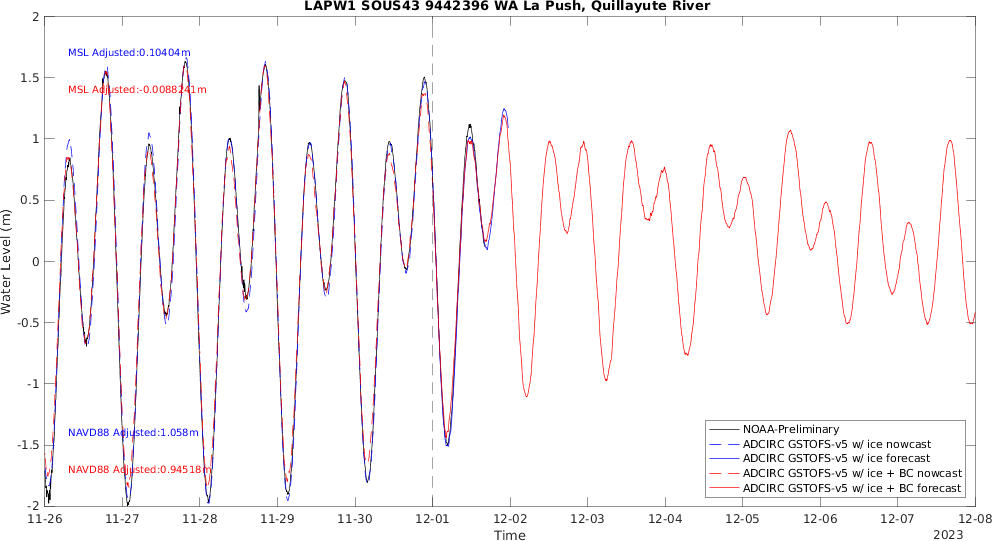 LAPW1 SOUS43 9442396 WA La Push, Quillayute River
MSL Adjusted:0.10404m
MSL Adjusted:-0.0088241m
NAVD88 Adjusted:1.058m
NAVD88 Adjusted:0.94518m
Water Level (m)
2
1.5
1
0.5
0
-0.5
-1
-1.5
-2
NOAA-Preliminary
ADCIRC GSTOFS-v5 w/ ice nowcast
ADCIRC GSTOFS-v5 w/ ice forecast
ADCIRC GSTOFS-v5 w/ ice + BC nowcast
ADCIRC GSTOFS-v5 w/ ice + BC forecast
11-26 11-27 11-28 11-29 11-30 12-01 12-02 12-03 12-04 12-05 12-06 12-07 12-08
Time
2023